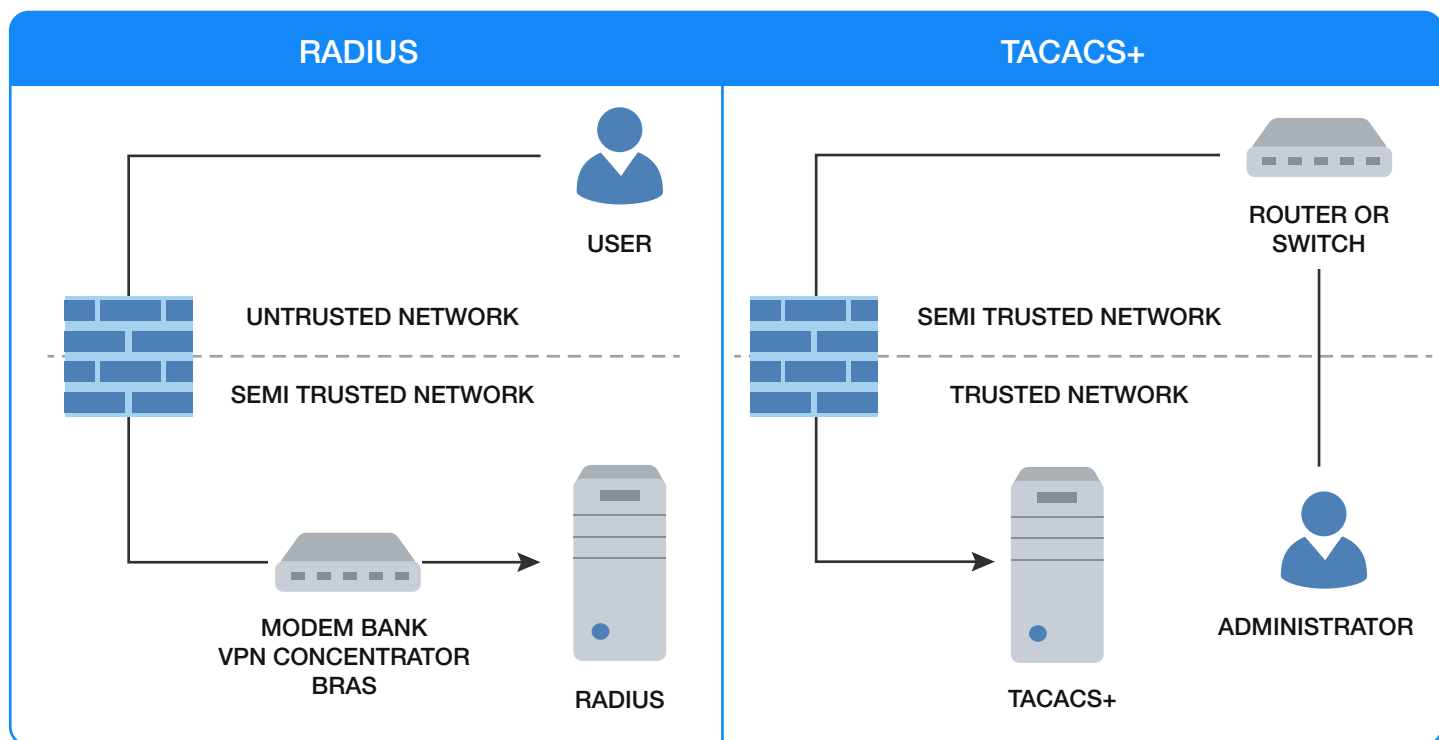 RADIUS
USER
UNTRUSTED NETWORK
SEMI TRUSTED NETWORK
MODEM BANK
VPN CONCENTRATOR
BRAS
RADIUS
TACACS+
ROUTER OR
SWITCH
SEMI TRUSTED NETWORK
TRUSTED NETWORK
ADMINISTRATOR
TACACS+